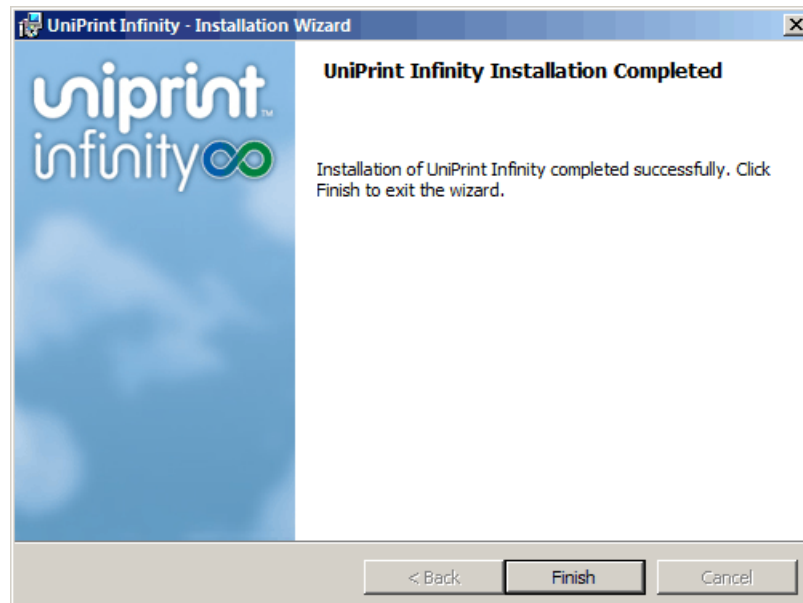 UniPrint Infinity - Installation Wizard
uniprint™
infinity
UniPrint Infinity Installation Completed
Installation of UniPrint Infinity completed successfully. Click
Finish to exit the wizard.
< Back
Finish
Cancel